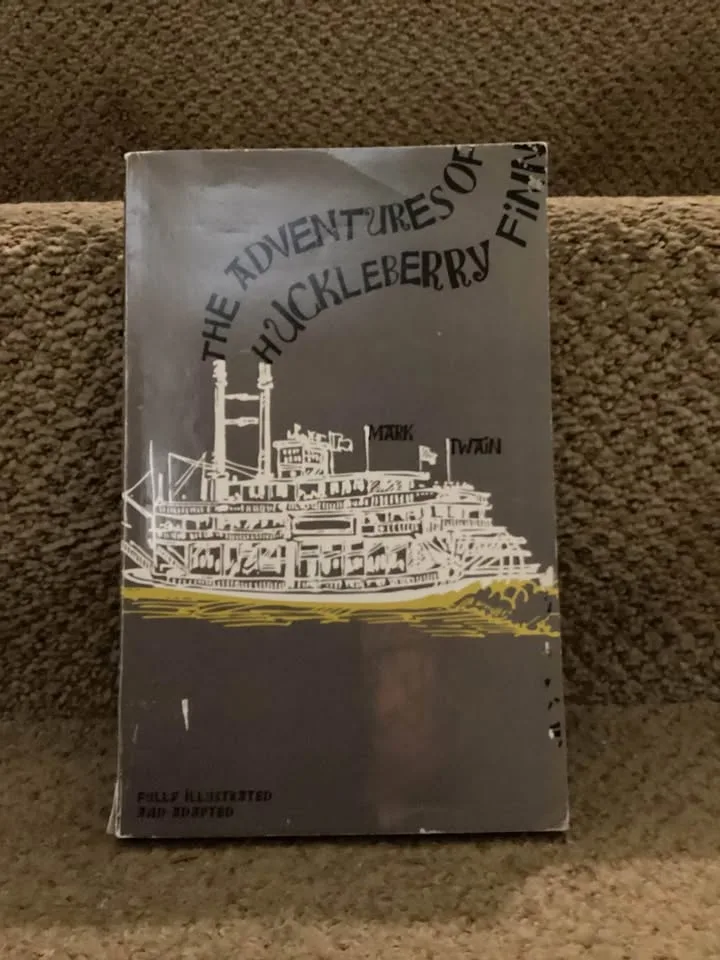 THE ADVENTURES OF
HUCKLEBERRY FiNN
MARK TWAiN
FULLY iLLUSTRATED
AND ADAPTED